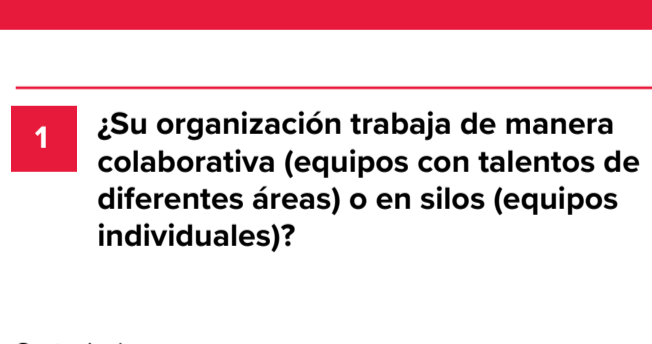 1
¿Su organización trabaja de manera
colaborativa (equipos con talentos de
diferentes áreas) o en silos (equipos
individuales)?